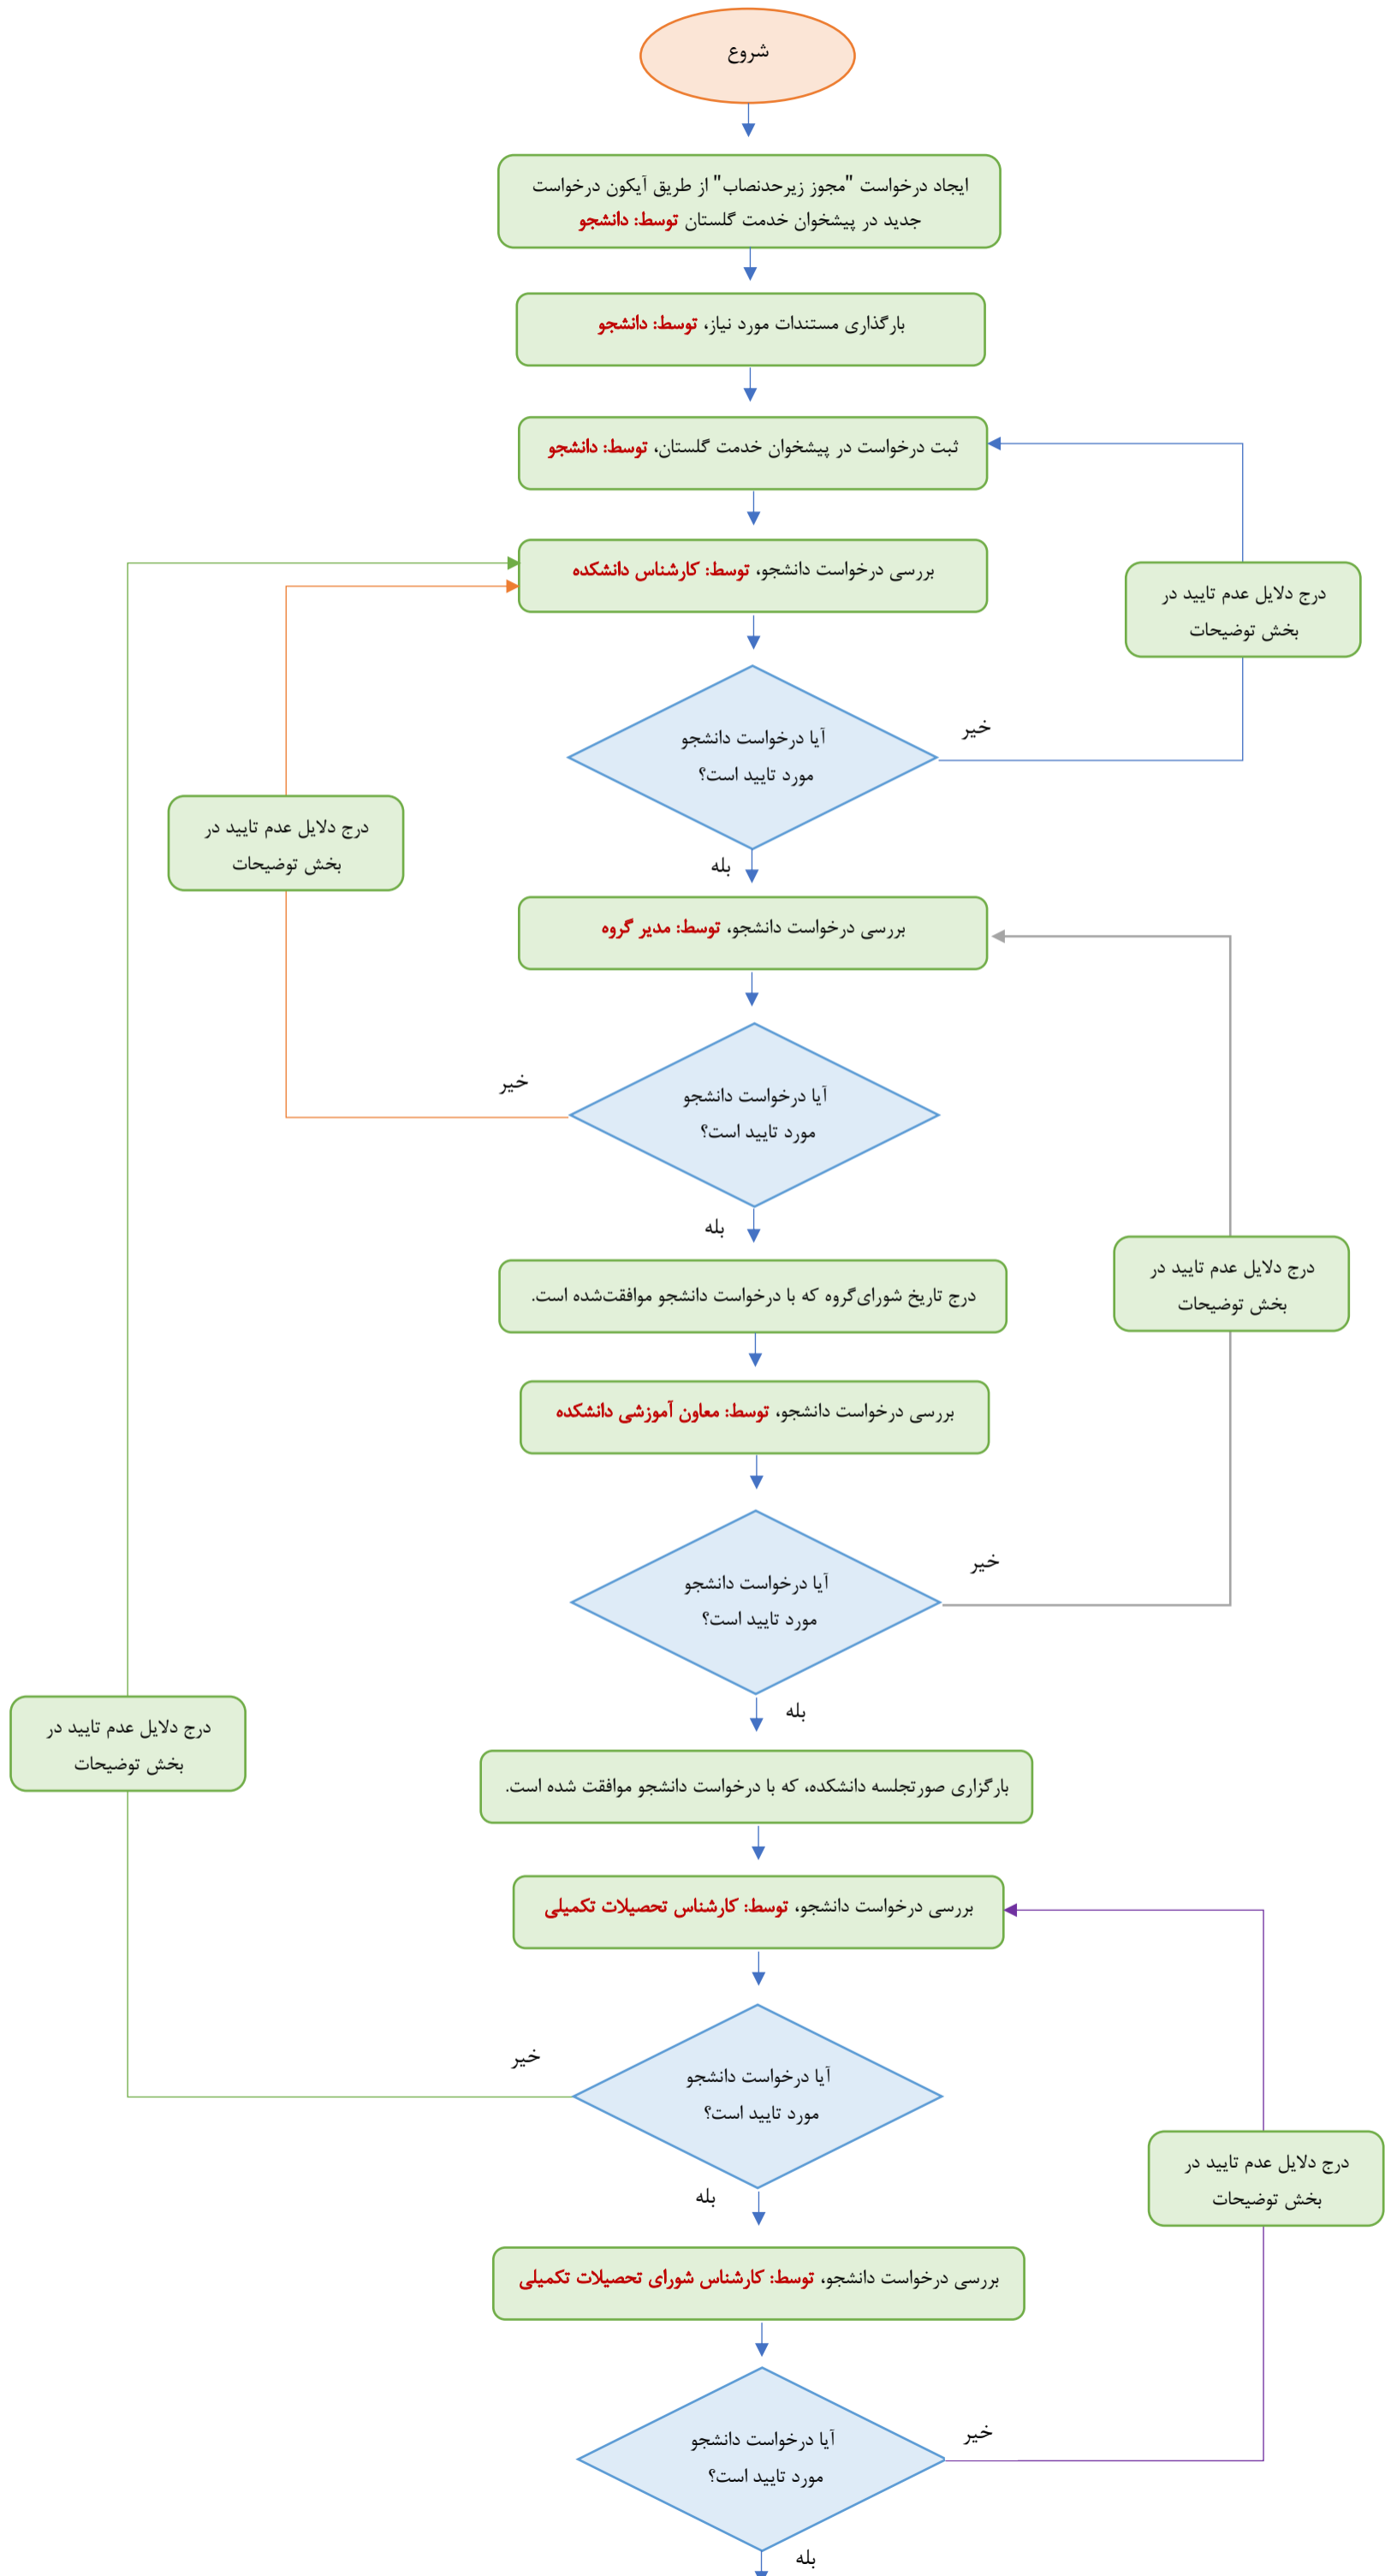 شروع
ایجاد درخواست "مجوز زیرحدنصاب" از طریق آیکون درخواست
جدید در پیشخوان خدمت گلستان توسط: دانشجو
بارگذاری مستندات مورد نیاز، توسط: دانشجو
ثبت درخواست در پیشخوان خدمت گلستان، توسط: دانشجو
بررسی درخواست دانشجو، توسط: کارشناس دانشکده
درج دلایل عدم تایید در
بخش توضیحات
آیا درخواست دانشجو
مورد تایید است؟
خیر
بله
درج دلایل عدم تایید در
بخش توضیحات
بررسی درخواست دانشجو، توسط: مدیر گروه
آیا درخواست دانشجو
مورد تایید است؟
خیر
بله
درج تاریخ شورای‌گروه که با درخواست دانشجو موافقت‌شده است.
درج دلایل عدم تایید در
بخش توضیحات
بررسی درخواست دانشجو، توسط: معاون آموزشی دانشکده
آیا درخواست دانشجو
مورد تایید است؟
خیر
بله
درج دلایل عدم تایید در
بخش توضیحات
بارگزاری صورتجلسه دانشکده، که با درخواست دانشجو موافقت شده است.
بررسی درخواست دانشجو، توسط: کارشناس تحصیلات تکمیلی
آیا درخواست دانشجو
مورد تایید است؟
خیر
بله
درج دلایل عدم تایید در
بخش توضیحات
بررسی درخواست دانشجو، توسط: کارشناس شورای تحصیلات تکمیلی
آیا درخواست دانشجو
مورد تایید است؟
خیر
بله